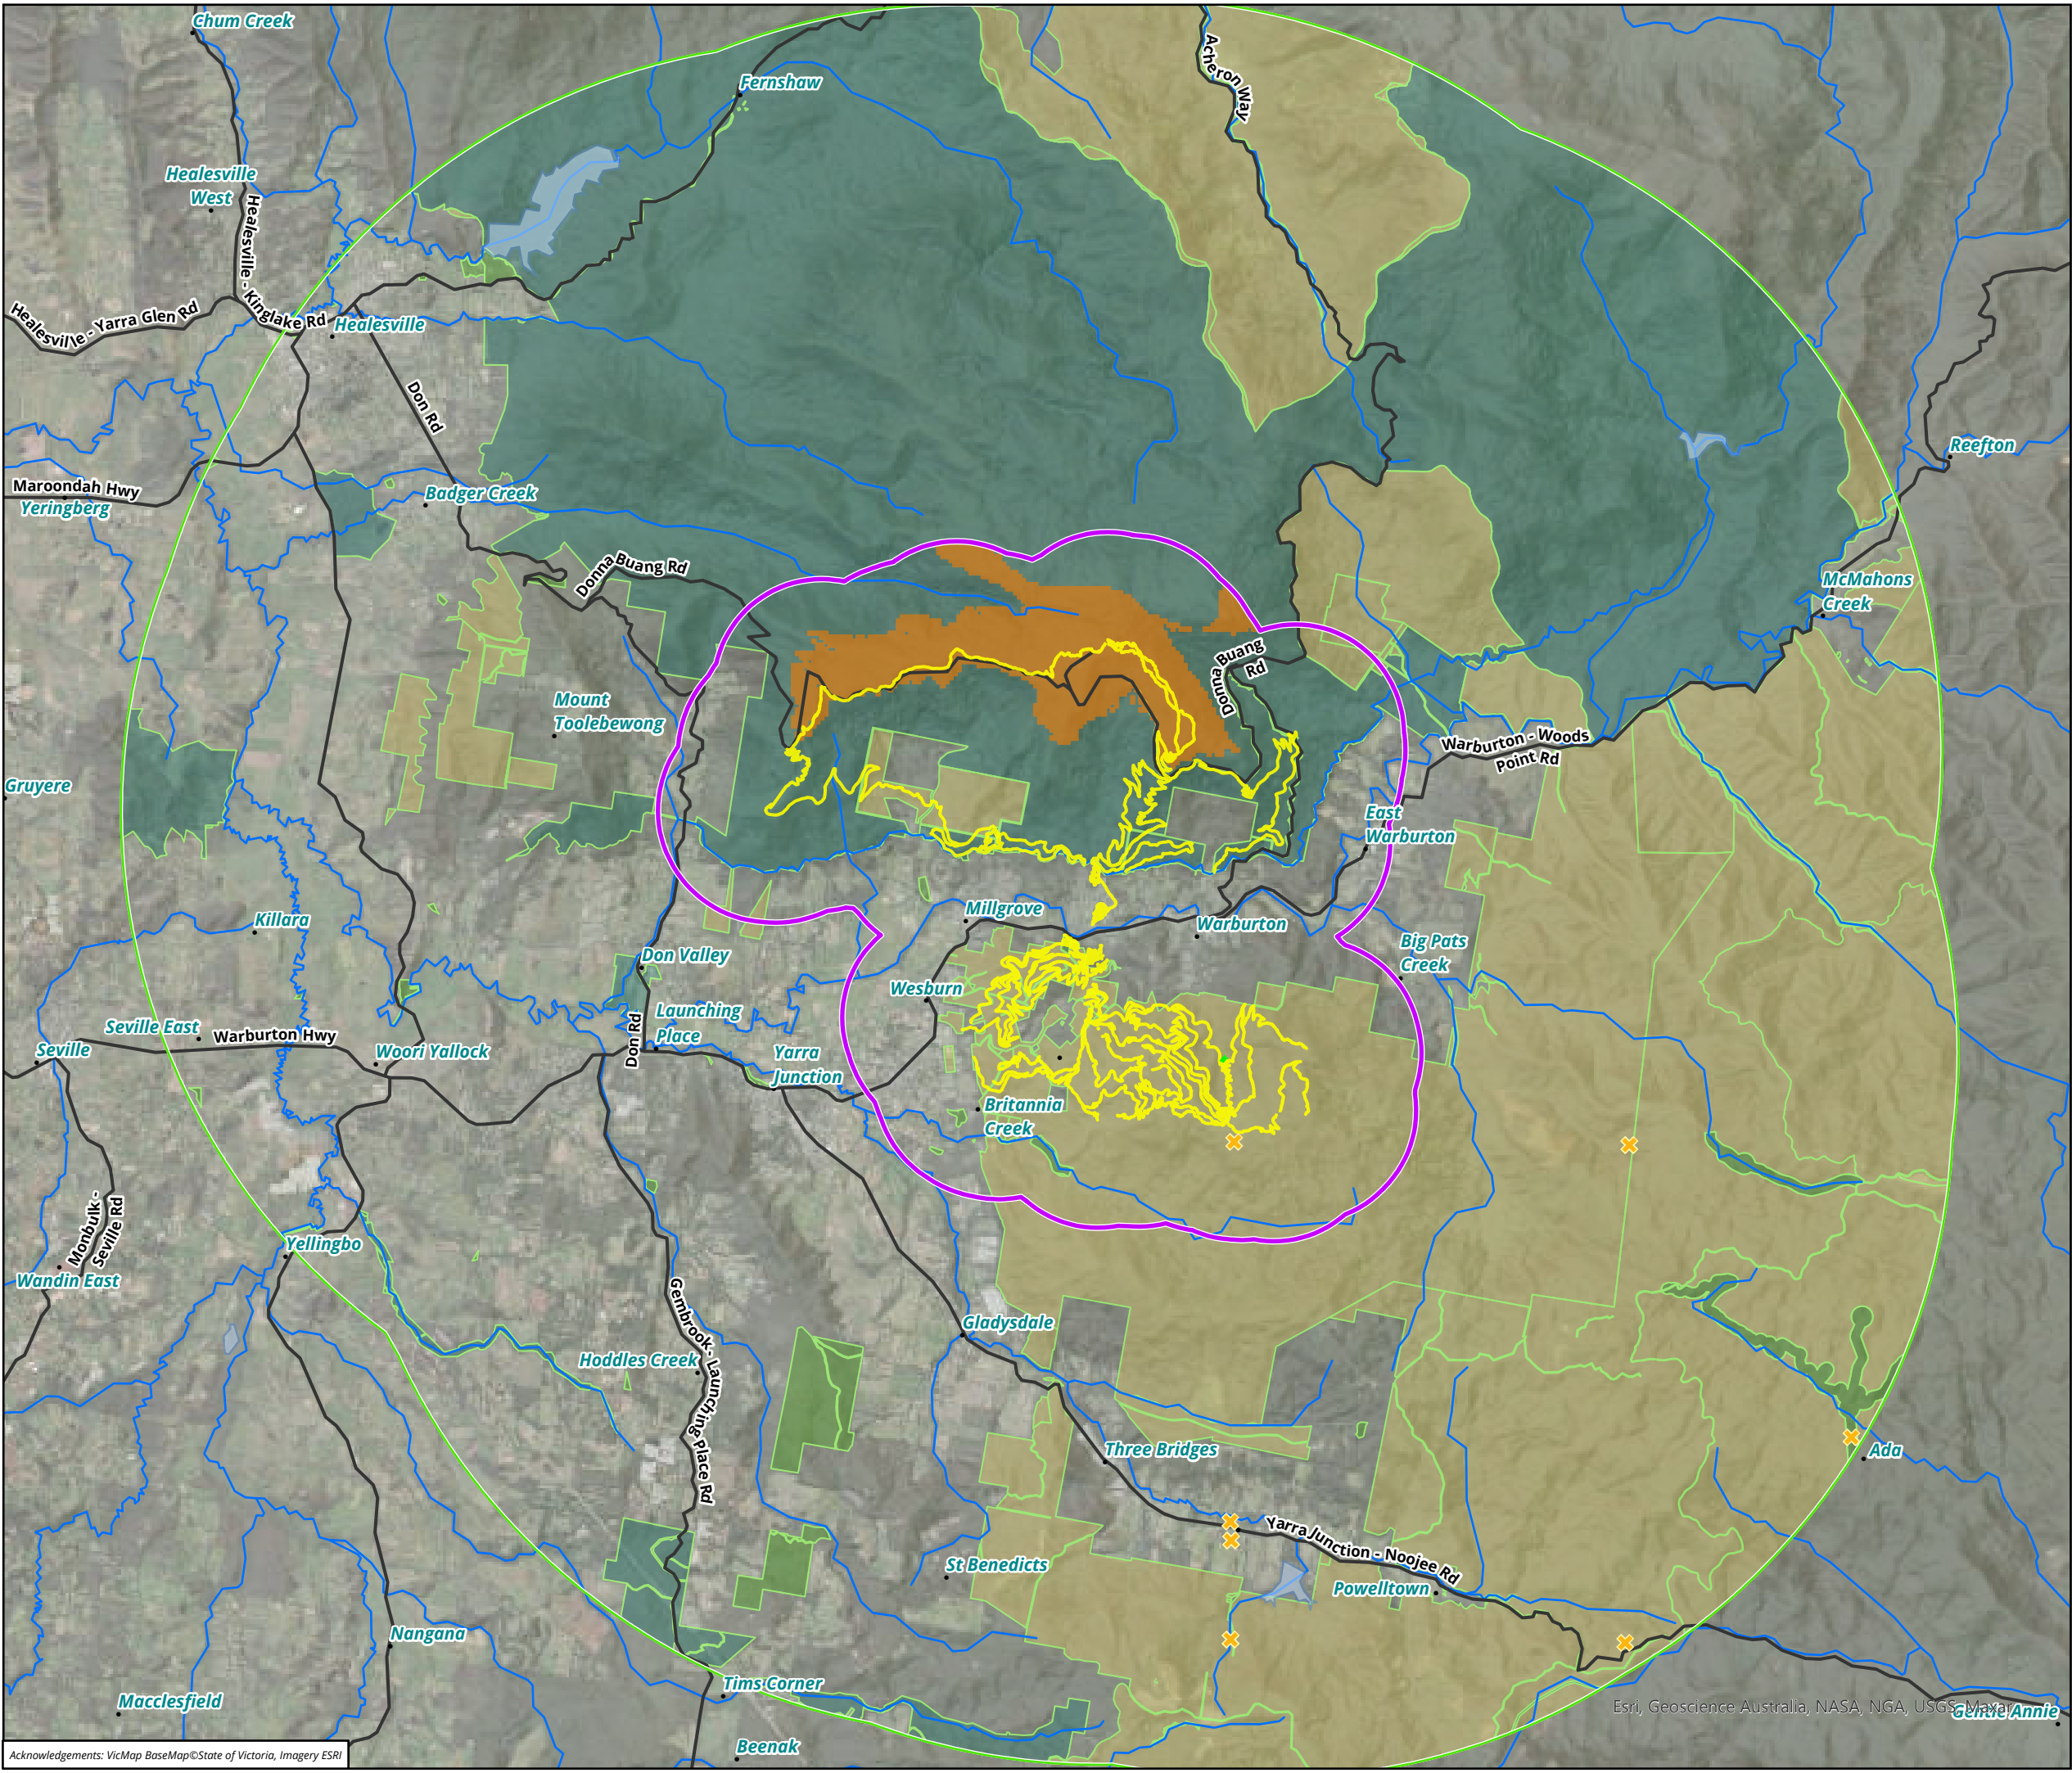 Chum Creek
Fernshaw
Acheron Way
Healesville
West
Healesville - Kinglake Rd
Healesville - Yarra Glen Rd
Healesville
Don Rd
Reefton
Maroondah Hwy
Yeringberg
Badger Creek
Donna Buang Rd
McMahons
Creek
Donna Buang
Rd
Mount
Toolebewong
Warburton - Woods
Point Rd
Gruyere
East
Warburton
Killara
Millgrove
Warburton
Big Pats
Creek
Don Valley
Wesburn
Launching
Place
Seville East
Warburton Hwy
Don Rd
Seville
Woori Yallock
Yarra
Junction
Britannia
Creek
Monbulk -
Seville Rd
Yellingbo
Wandin East
Gembrook - Launching Place Rd
Gladysdale
Hoddles Creek
Three Bridges
Ada
Yarra Junction - Noojee Rd
St Benedicts
Powelltown
Nangana
Tims Corner
Macclesfield
Esri, Geoscience Australia, NASA, NGA, USGS, Maxar
Gentle Annie
Beenak
Acknowledgements: VicMap BaseMap©State of Victoria, Imagery ESRI